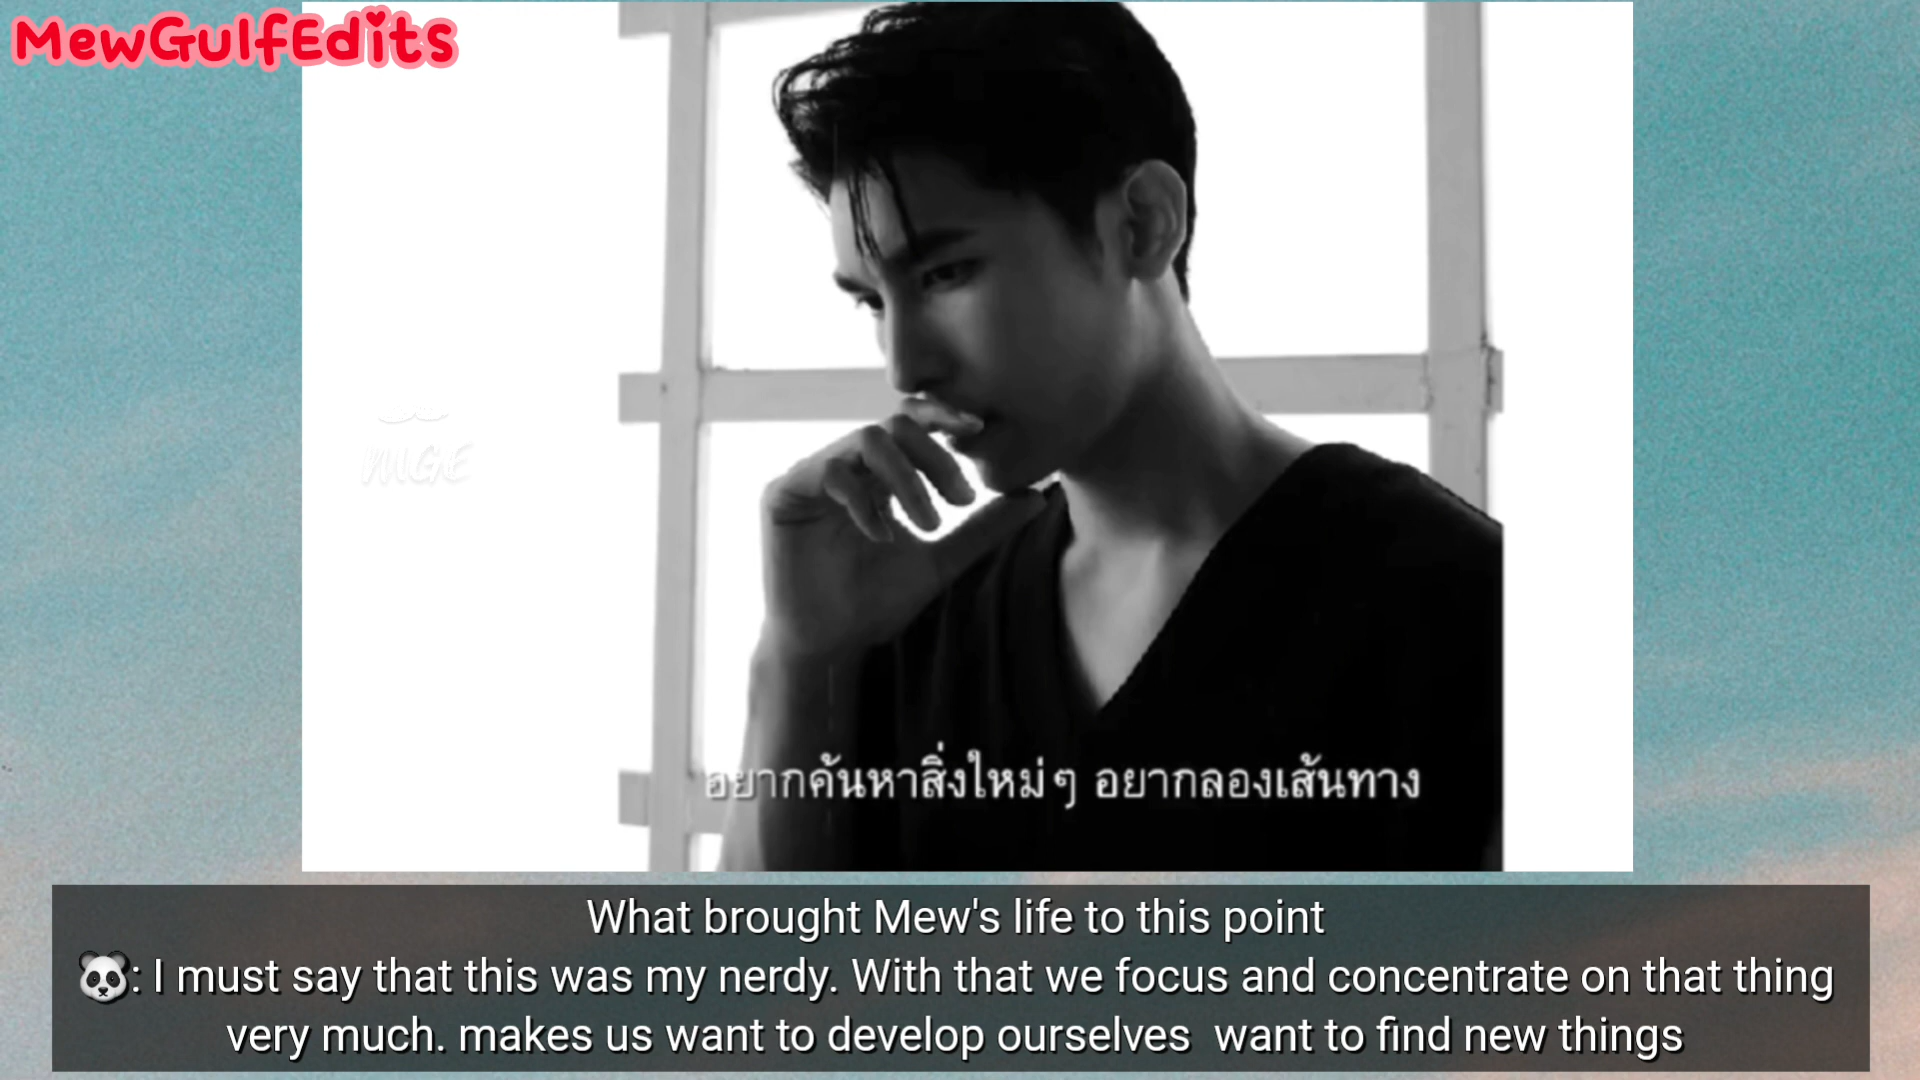 MewGulfEdits
MGE
อยากค้นหาสิ่งใหม่ๆ อยากลองเส้นทาง
What brought Mew's life to this point
🐼: I must say that this was my nerdy. With that we focus and concentrate on that thing
very much. makes us want to develop ourselves  want to find new things